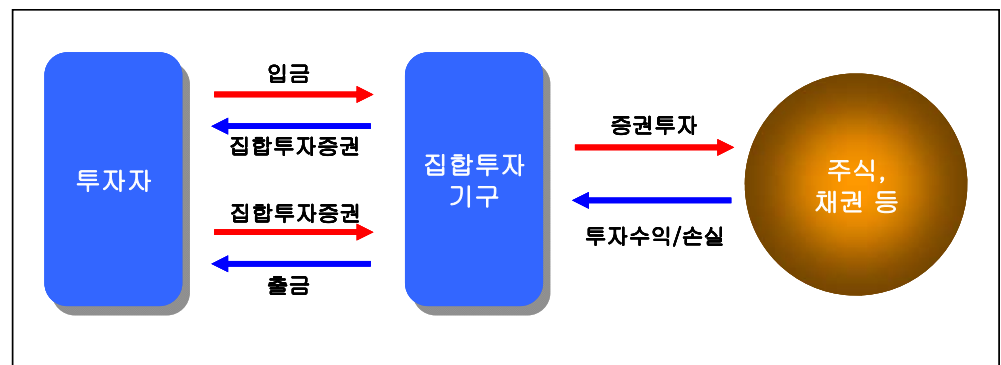 투자자
입금
집합투자증권
집합투자증권
출금
집합투자
기구
증권투자
투자수익/손실
주식,
채권 등